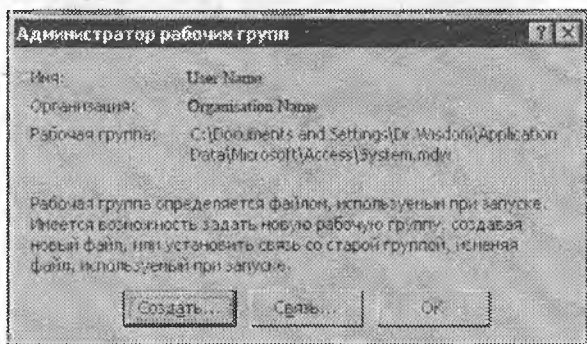 Администратор рабочих групп
Имя: User Name
Организация: Organisation Name
Рабочая группа: C:\Documents and Settings\Dr.Wisdom\Application
Data\Microsoft\Access\System.mdw
Рабочая группа определяется файлом, используемым при запуске.
Имеется возможность задать новую рабочую группу, создавая
новый файл, или установить связь со старой группой, изменяя
файл, используемый при запуске.
Создать... Связь... OK